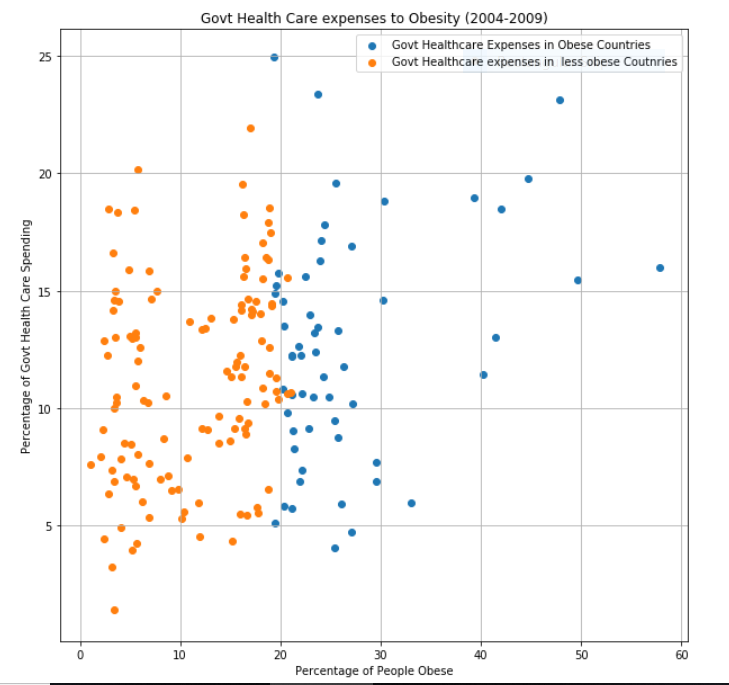 Govt Health Care expenses to Obesity (2004-2009)
Govt Healthcare Expenses in Obese Countries
Govt Healthcare expenses in less obese Coutnries
Percentage of Govt Health Care Spending
25
20
15
10
5
0 10 20 30 40 50 60
Percentage of People Obese